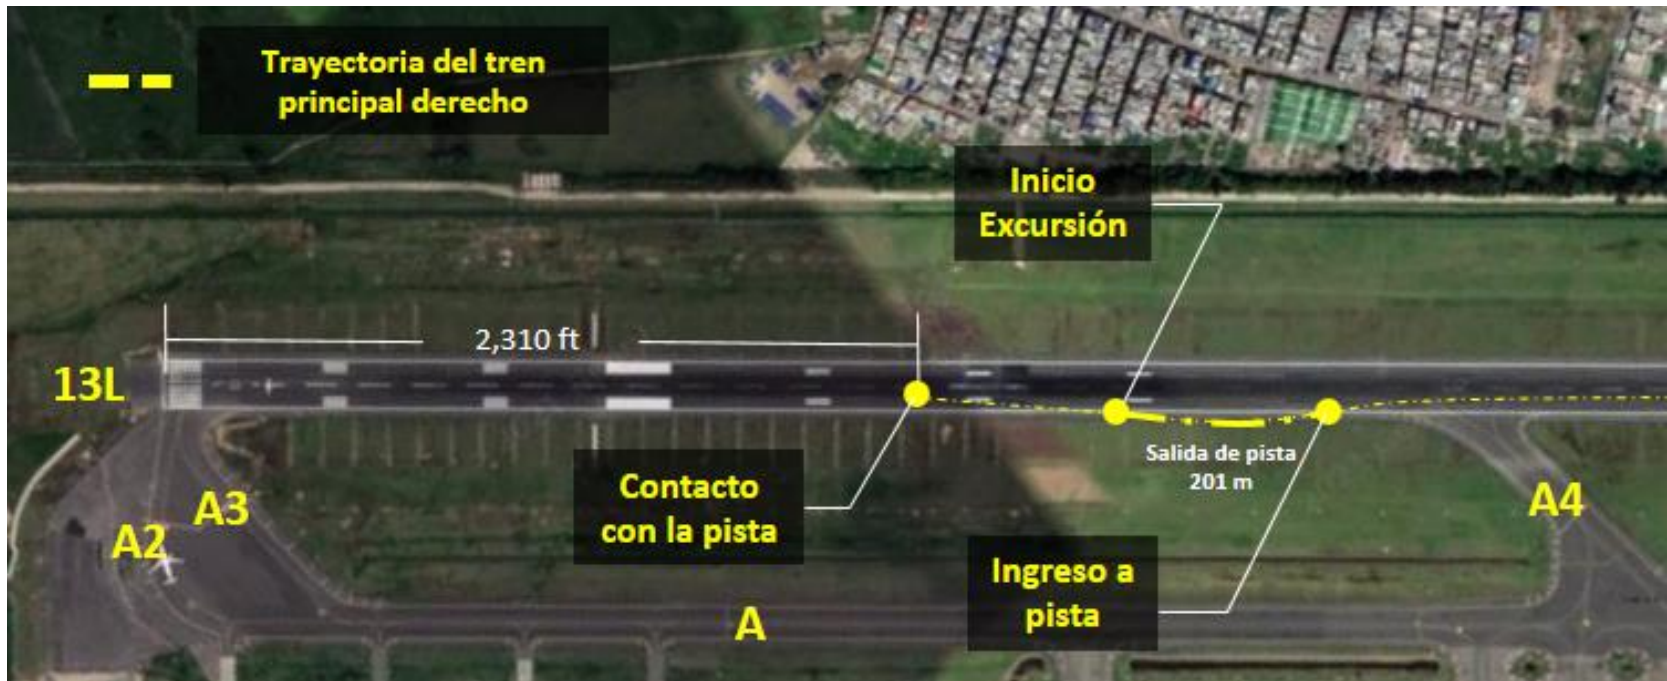 Trayectoria del tren
principal derecho
Inicio
Excursión
2,310 ft
13L
Salida de pista
201 m
Contacto
con la pista
A3
A4
A2
Ingreso a
pista
A